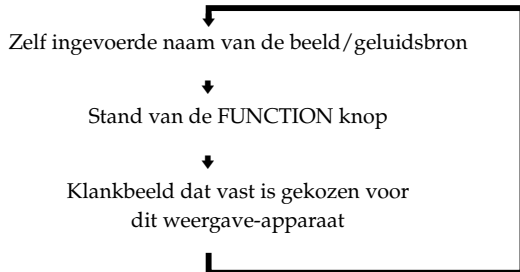 Zelf ingevoerde naam van de beeld/geluidsbron
Stand van de FUNCTION knop
Klankbeeld dat vast is gekozen voor
dit weergave-apparaat